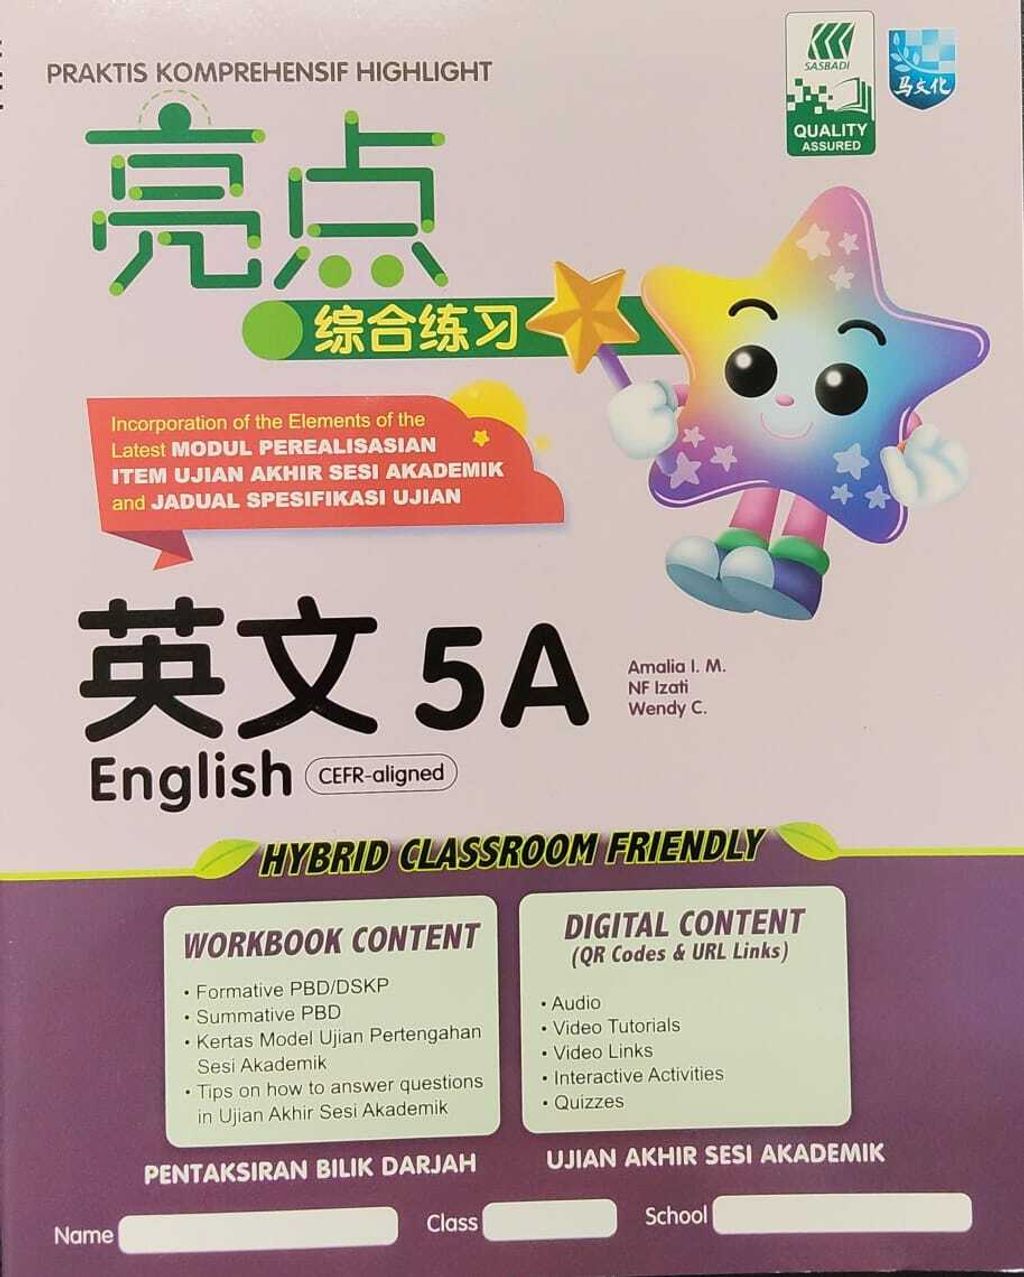 PRAKTIS KOMPREHENSIF HIGHLIGHT
SASBADI
QUALITY
ASSURED
马文化
亮点
综合练习
Incorporation of the Elements of the
Latest MODUL PEREALISASIAN
ITEM UJIAN AKHIR SESI AKADEMIK
and JADUAL SPESIFIKASI UJIAN
英文 5A
English CEFR-aligned
Amalia I. M.
NF Izati
Wendy C.
HYBRID CLASSROOM FRIENDLY
WORKBOOK CONTENT
• Formative PBD/DSKP
• Summative PBD
• Kertas Model Ujian Pertengahan
Sesi Akademik
• Tips on how to answer questions
in Ujian Akhir Sesi Akademik
DIGITAL CONTENT
(QR Codes & URL Links)
• Audio
• Video Tutorials
• Video Links
• Interactive Activities
• Quizzes
PENTAKSIRAN BILIK DARJAH
UJIAN AKHIR SESI AKADEMIK
Name Class School